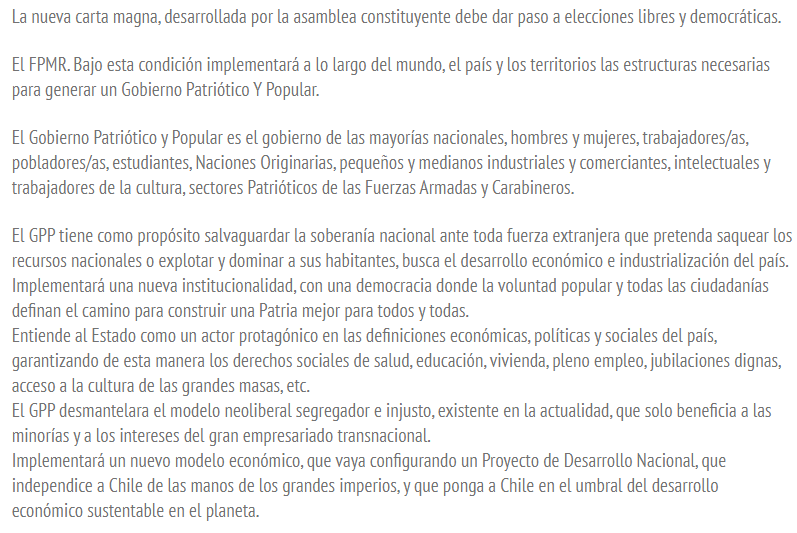 La nueva carta magna, desarrollada por la asamblea constituyente debe dar paso a elecciones libres y democráticas.
El FPMR. Bajo esta condición implementará a lo largo del mundo, el país y los territorios las estructuras necesarias
para generar un Gobierno Patriótico Y Popular.
El Gobierno Patriótico y Popular es el gobierno de las mayorías nacionales, hombres y mujeres, trabajadores/as,
pobladores/as, estudiantes, Naciones Originarias, pequeños y medianos industriales y comerciantes, intelectuales y
trabajadores de la cultura, sectores Patrióticos de las Fuerzas Armadas y Carabineros.
El GPP tiene como propósito salvaguardar la soberanía nacional ante toda fuerza extranjera que pretenda saquear los
recursos nacionales o explotar y dominar a sus habitantes, busca el desarrollo económico e industrialización del país.
Implementará una nueva institucionalidad, con una democracia donde la voluntad popular y todas las ciudadanías
definan el camino para construir una Patria mejor para todos y todas.
Entiende al Estado como un actor protagónico en las definiciones económicas, políticas y sociales del país,
garantizando de esta manera los derechos sociales de salud, educación, vivienda, pleno empleo, jubilaciones dignas,
acceso a la cultura de las grandes masas, etc.
El GPP desmantelara el modelo neoliberal segregador e injusto, existente en la actualidad, que solo beneficia a las
minorías y a los intereses del gran empresariado transnacional.
Implementará un nuevo modelo económico, que vaya configurando un Proyecto de Desarrollo Nacional, que
independice a Chile de las manos de los grandes imperios, y que ponga a Chile en el umbral del desarrollo
económico sustentable en el planeta.